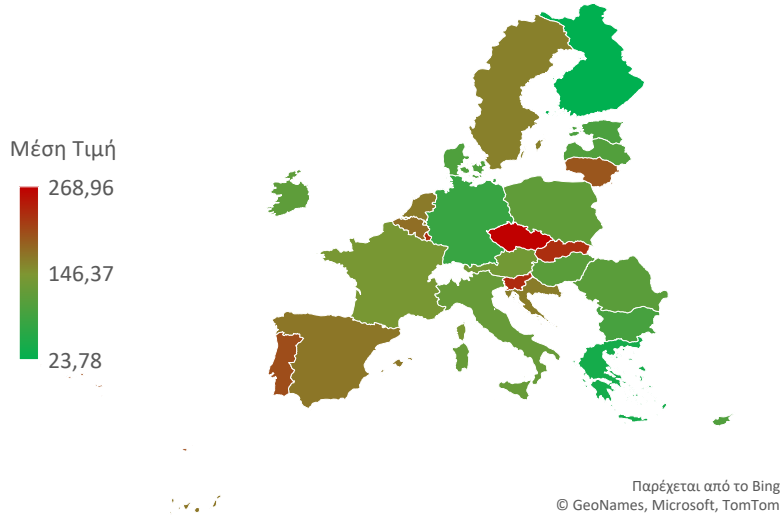 Μέση Τιμή
268,96
146,37
23,78
Παρέχεται από το Bing
© GeoNames, Microsoft, TomTom